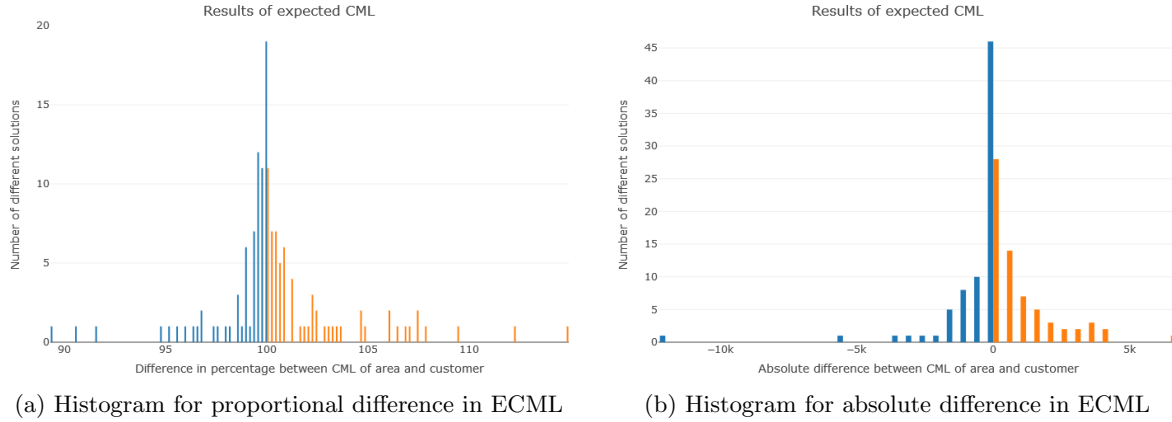 Results of expected CML
20
15
10
5
0
90 95 100 105 110
Number of different solutions
Difference in percentage between CML of area and customer
(a) Histogram for proportional difference in ECML
Results of expected CML
45
40
35
30
25
20
15
10
5
0
−10k −5k 0 5k
Number of different solutions
Absolute difference between CML of area and customer
(b) Histogram for absolute difference in ECML